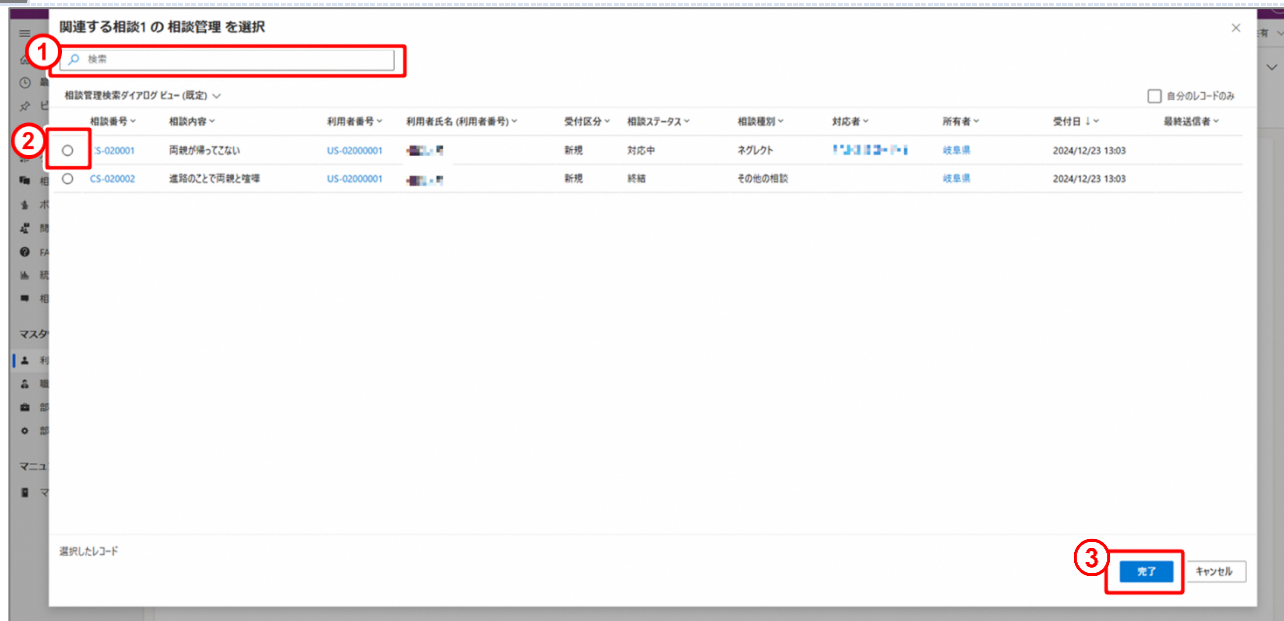 関連する相談1 の 相談管理 を選択
①
検索
相談管理検索ダイアログ ビュー (既定)
自分のレコードのみ
相談番号 相談内容 利用者番号 利用者氏名 (利用者番号) 受付区分 相談ステータス 相談種別 対応者 所有者 受付日 ↓ 最終送信者
②
CS-020001 両親が帰ってこない US-02000001 新規 対応中 ネグレクト 岐阜県 2024/12/23 13:03
CS-020002 進路のことで両親と喧嘩 US-02000001 新規 終結 その他の相談 岐阜県 2024/12/23 13:03
FA
マスタ
マニュ
選択したレコード
③
完了 キャンセル